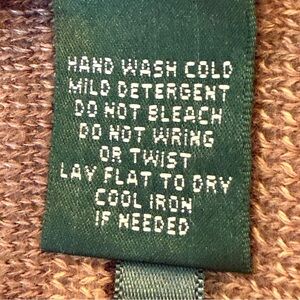 HAND WASH COLD
MILD DETERGENT
DO NOT BLEACH
DO NOT WRING
OR TWIST
LAY FLAT TO DRY
COOL IRON
IF NEEDED